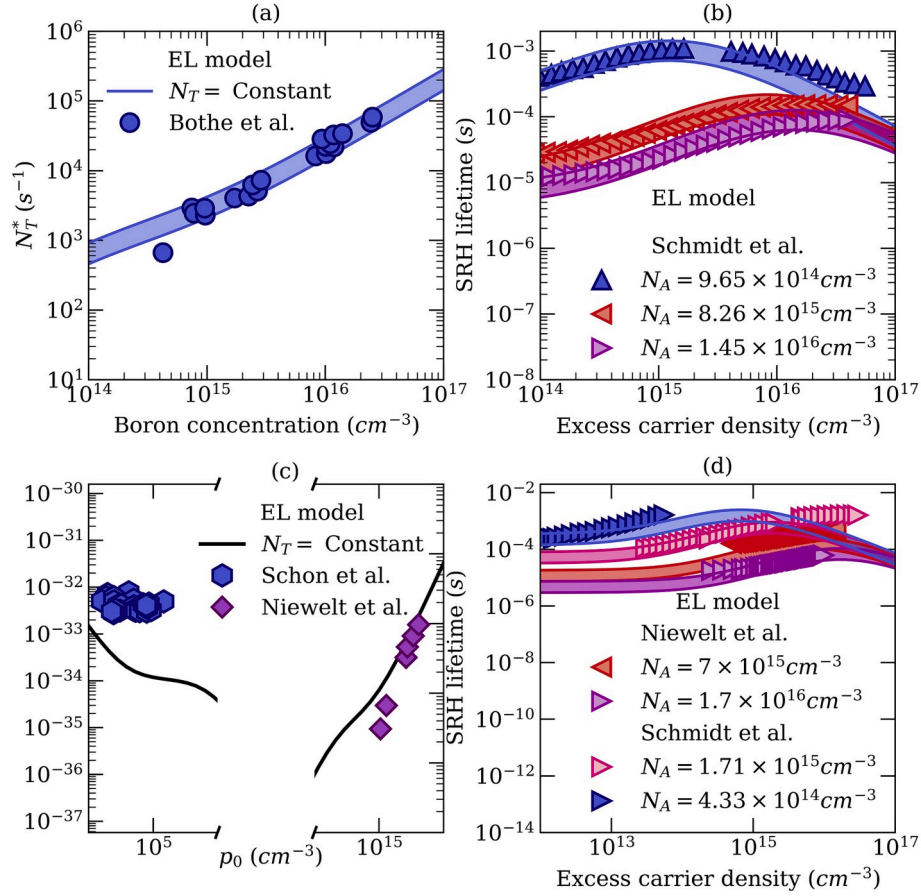 (a)
10^6
10^5
10^4
10^3
10^2
10^1
N_T^* (s^{-1})
EL model
N_T = Constant
Bothe et al.
10^14 10^15 10^16 10^17
Boron concentration (cm^{-3})
(b)
10^{-3}
10^{-4}
10^{-5}
10^{-6}
10^{-7}
10^{-8}
SRH lifetime (s)
EL model
Schmidt et al.
N_A = 9.65 × 10^{14}cm^{-3}
N_A = 8.26 × 10^{15}cm^{-3}
N_A = 1.45 × 10^{16}cm^{-3}
10^14 10^15 10^16 10^17
Excess carrier density (cm^{-3})
(c)
10^{-30}
10^{-31}
10^{-32}
10^{-33}
10^{-34}
10^{-35}
10^{-36}
10^{-37}
EL model
N_T = Constant
Schon et al.
Niewelt et al.
10^5 10^15
p_0 (cm^{-3})
(d)
10^{-2}
10^{-4}
10^{-6}
10^{-8}
10^{-10}
10^{-12}
10^{-14}
SRH lifetime (s)
EL model
Niewelt et al.
N_A = 7 × 10^{15}cm^{-3}
N_A = 1.7 × 10^{16}cm^{-3}
Schmidt et al.
N_A = 1.71 × 10^{15}cm^{-3}
N_A = 4.33 × 10^{14}cm^{-3}
10^13 10^15 10^17
Excess carrier density (cm^{-3})